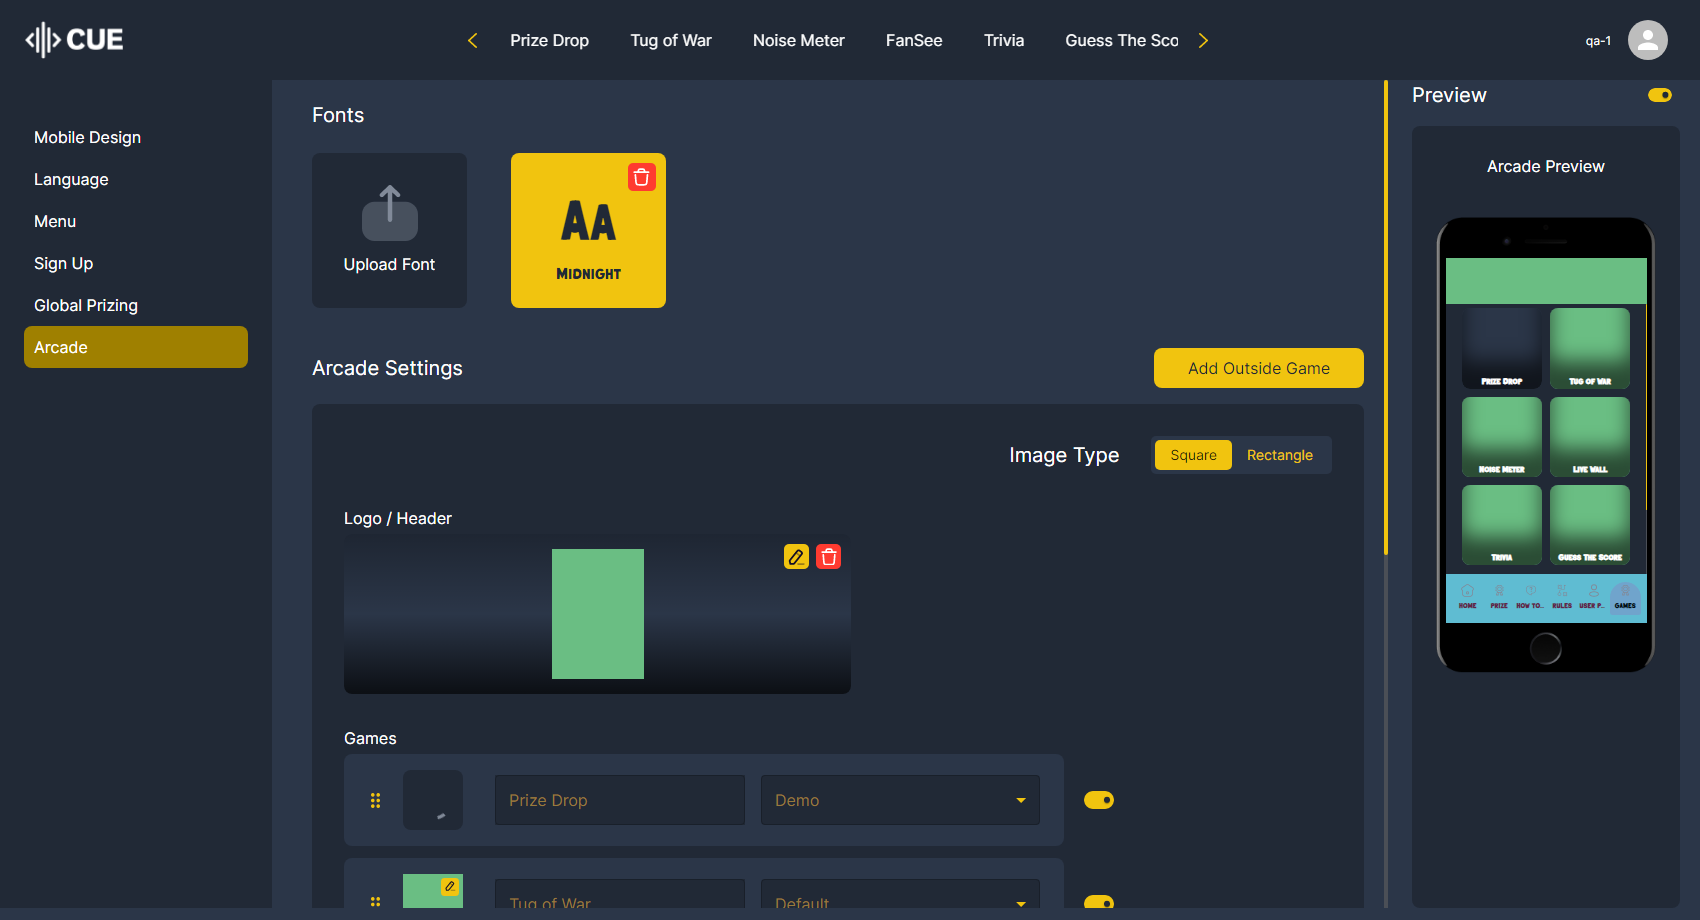 CUE
Prize Drop
Tug of War
Noise Meter
FanSee
Trivia
Guess The Sco
qa-1
Mobile Design
Language
Menu
Sign Up
Global Prizing
Arcade
Fonts
Upload Font
AA
MIDNIGHT
Arcade Settings
Add Outside Game
Image Type
Square
Rectangle
Logo / Header
Games
Prize Drop
Demo
Tug of War
Default
Preview
Arcade Preview
PRIZE DROP
TUG OF WAR
NOISE METER
LIVE WALL
TRIVIA
GUESS THE SCORE
HOME
PRIZE
HOW TO..
RULES
USER P..
GAMES